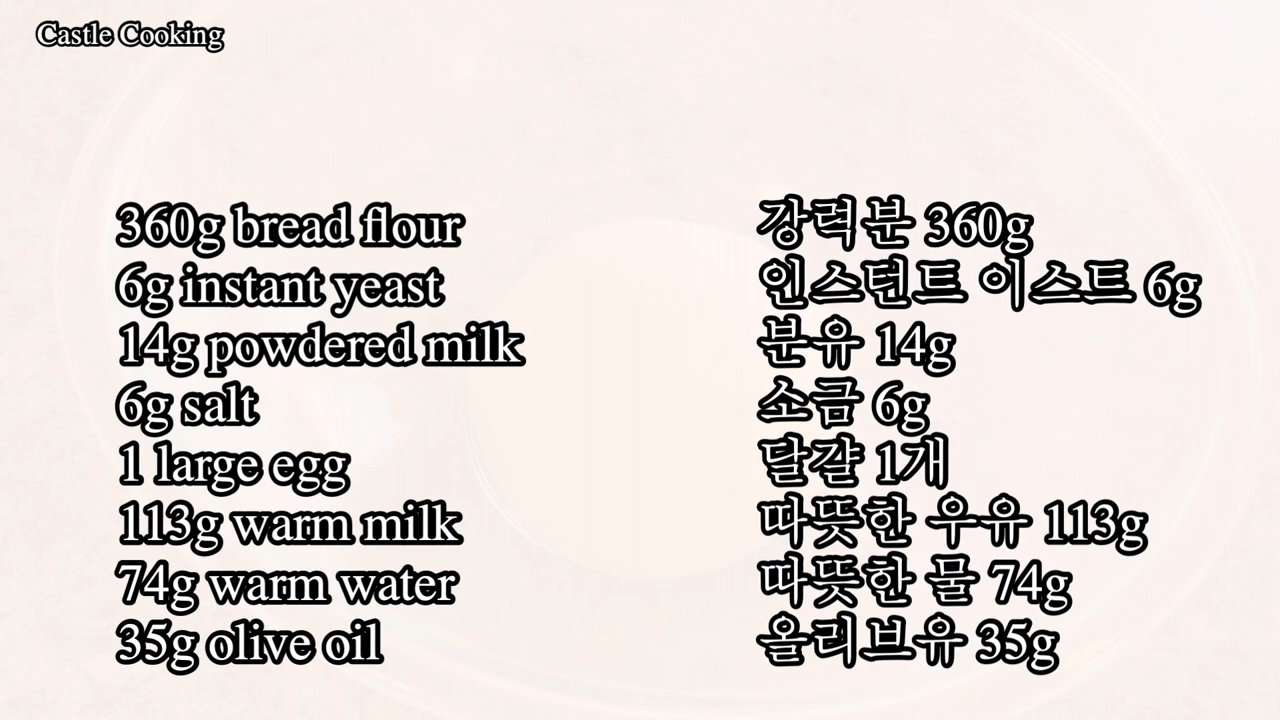 Castle Cooking
360g bread flour
6g instant yeast
14g powdered milk
6g salt
1 large egg
113g warm milk
74g warm water
35g olive oil
강력분 360g
인스턴트 이스트 6g
분유 14g
소금 6g
달걀 1개
따뜻한 우유 113g
따뜻한 물 74g
올리브유 35g